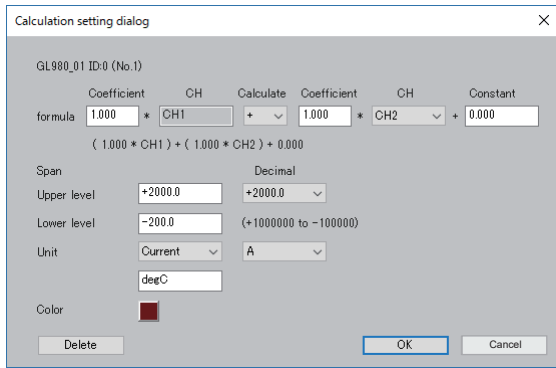 Calculation setting dialog
GL980_01 ID:0 (No.1)
Coefficient CH Calculate Coefficient CH Constant
formula 1.000 * CH1 + 1.000 * CH2 + 0.000
( 1.000 * CH1 ) + ( 1.000 * CH2 ) + 0.000
Span Decimal
Upper level +2000.0 +2000.0
Lower level -200.0 (+1000000 to -100000)
Unit Current A
degC
Color
Delete OK Cancel